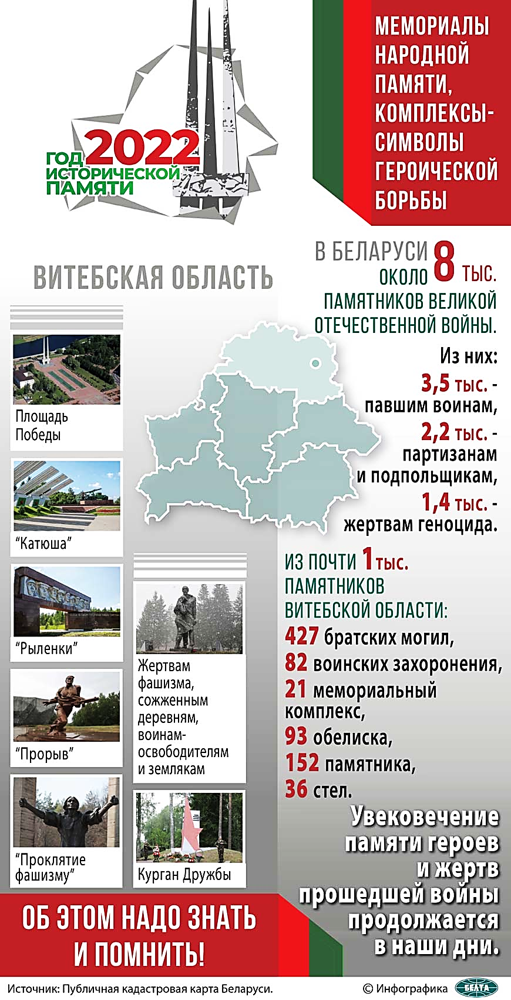 МЕМОРИАЛЫ
НАРОДНОЙ
ПАМЯТИ,
КОМПЛЕКСЫ-
СИМВОЛЫ
ГЕРОИЧЕСКОЙ
БОРЬБЫ
ГОД 2022
ИСТОРИЧЕСКОЙ
ПАМЯТИ
ВИТЕБСКАЯ ОБЛАСТЬ
В БЕЛАРУСИ
ОКОЛО 8 ТЫС.
ПАМЯТНИКОВ ВЕЛИКОЙ
ОТЕЧЕСТВЕННОЙ ВОЙНЫ.
Из них:
3,5 тыс. -
павшим воинам,
2,2 тыс. -
партизанам
и подпольщикам,
1,4 тыс. -
жертвам геноцида.
Площадь
Победы
“Катюша”
“Рыленки”
“Прорыв”
“Проклятие
фашизму”
Жертвам
фашизма,
сожженным
деревням,
воинам-
освободителям
и землякам
Курган Дружбы
ИЗ ПОЧТИ 1 ТЫС.
ПАМЯТНИКОВ
ВИТЕБСКОЙ ОБЛАСТИ:
427 братских могил,
82 воинских захоронения,
21 мемориальный
комплекс,
93 обелиска,
152 памятника,
36 стел.
Увековечение
памяти героев
и жертв
прошедшей войны
продолжается
в наши дни.
ОБ ЭТОМ НАДО ЗНАТЬ
И ПОМНИТЬ!
Источник: Публичная кадастровая карта Беларуси.
© Инфографика БЕЛТА